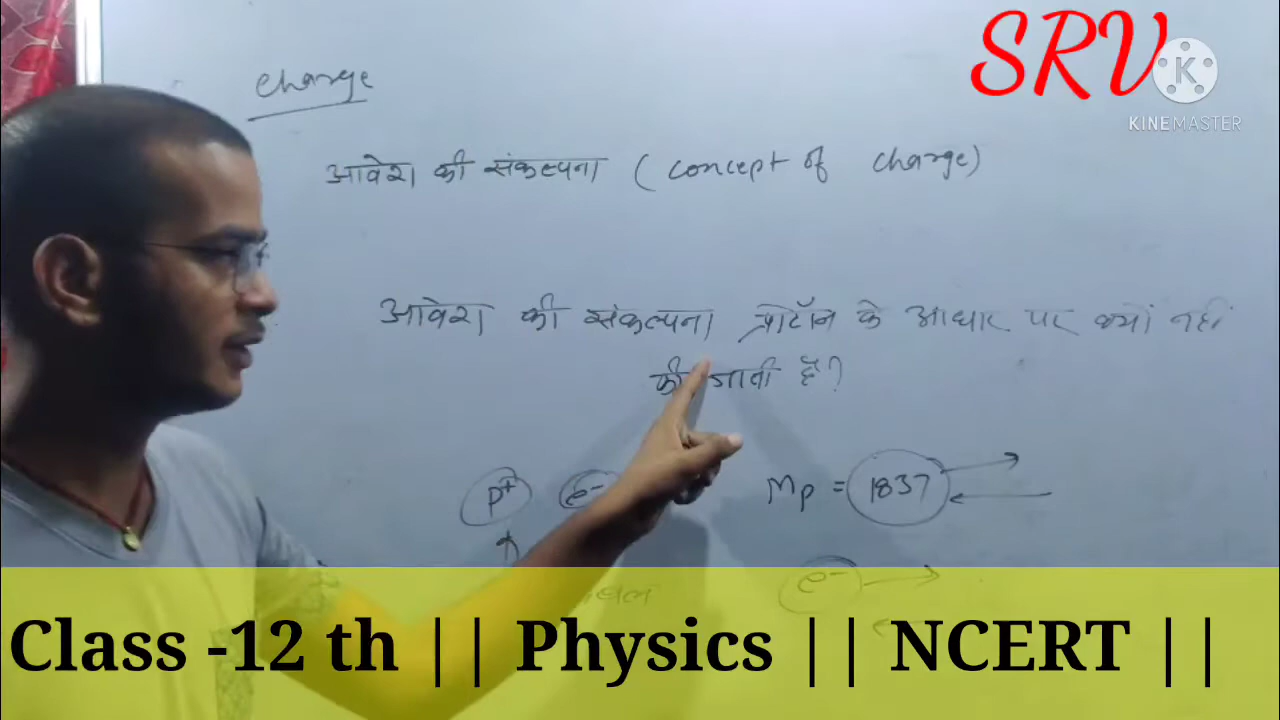 SRV
KINEMASTER
charge
आवेश की संकल्पना (concept of charge)
आवेश की संकल्पना प्रोटॉन के आधार पर क्यों नहीं
की जाती है?
p+ e-
Mp = 1837
e-
Class -12 th || Physics || NCERT ||